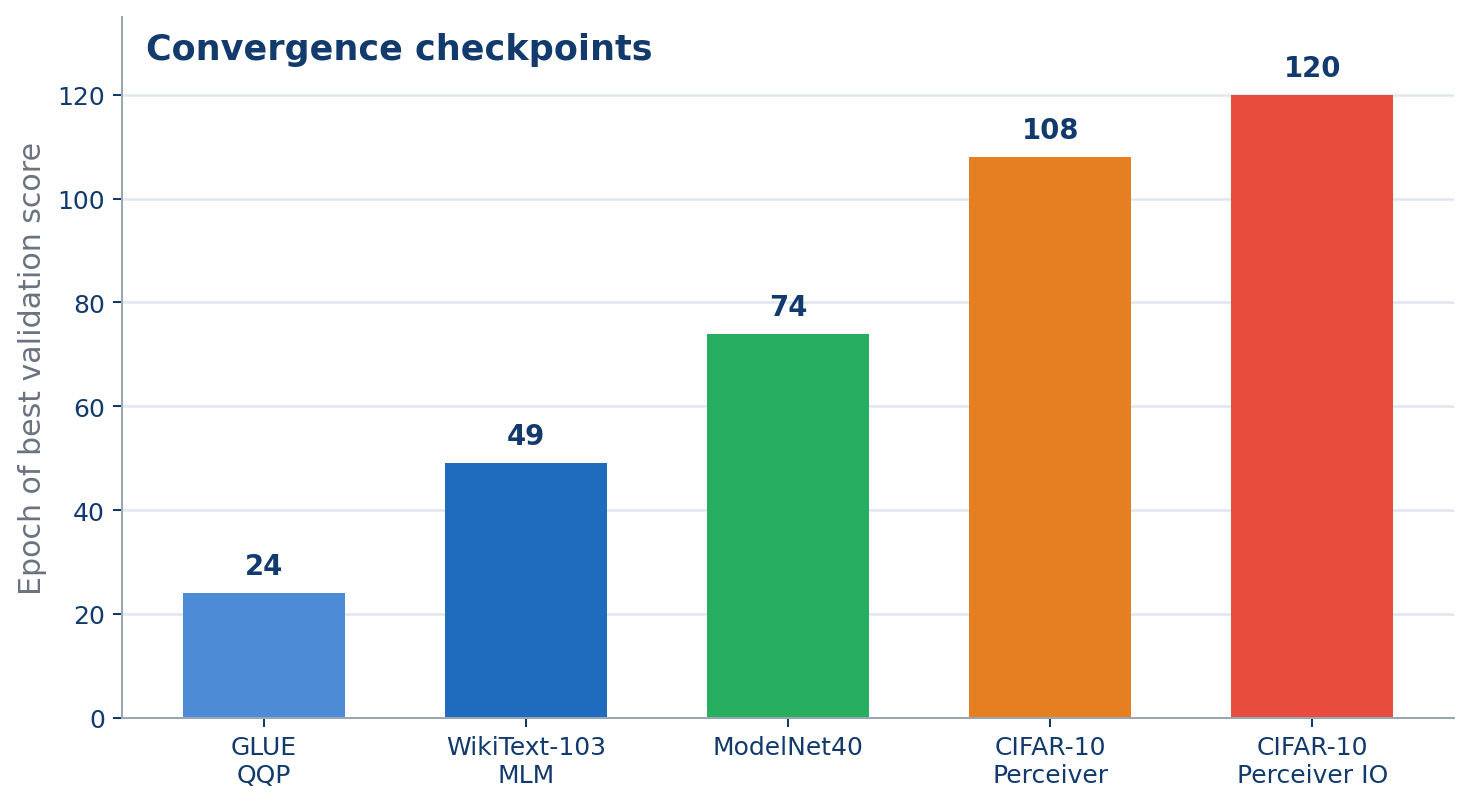 Convergence checkpoints
Epoch of best validation score
120
100
80
60
40
20
0
24
49
74
108
120
GLUE
QQP
WikiText-103
MLM
ModelNet40
CIFAR-10
Perceiver
CIFAR-10
Perceiver IO